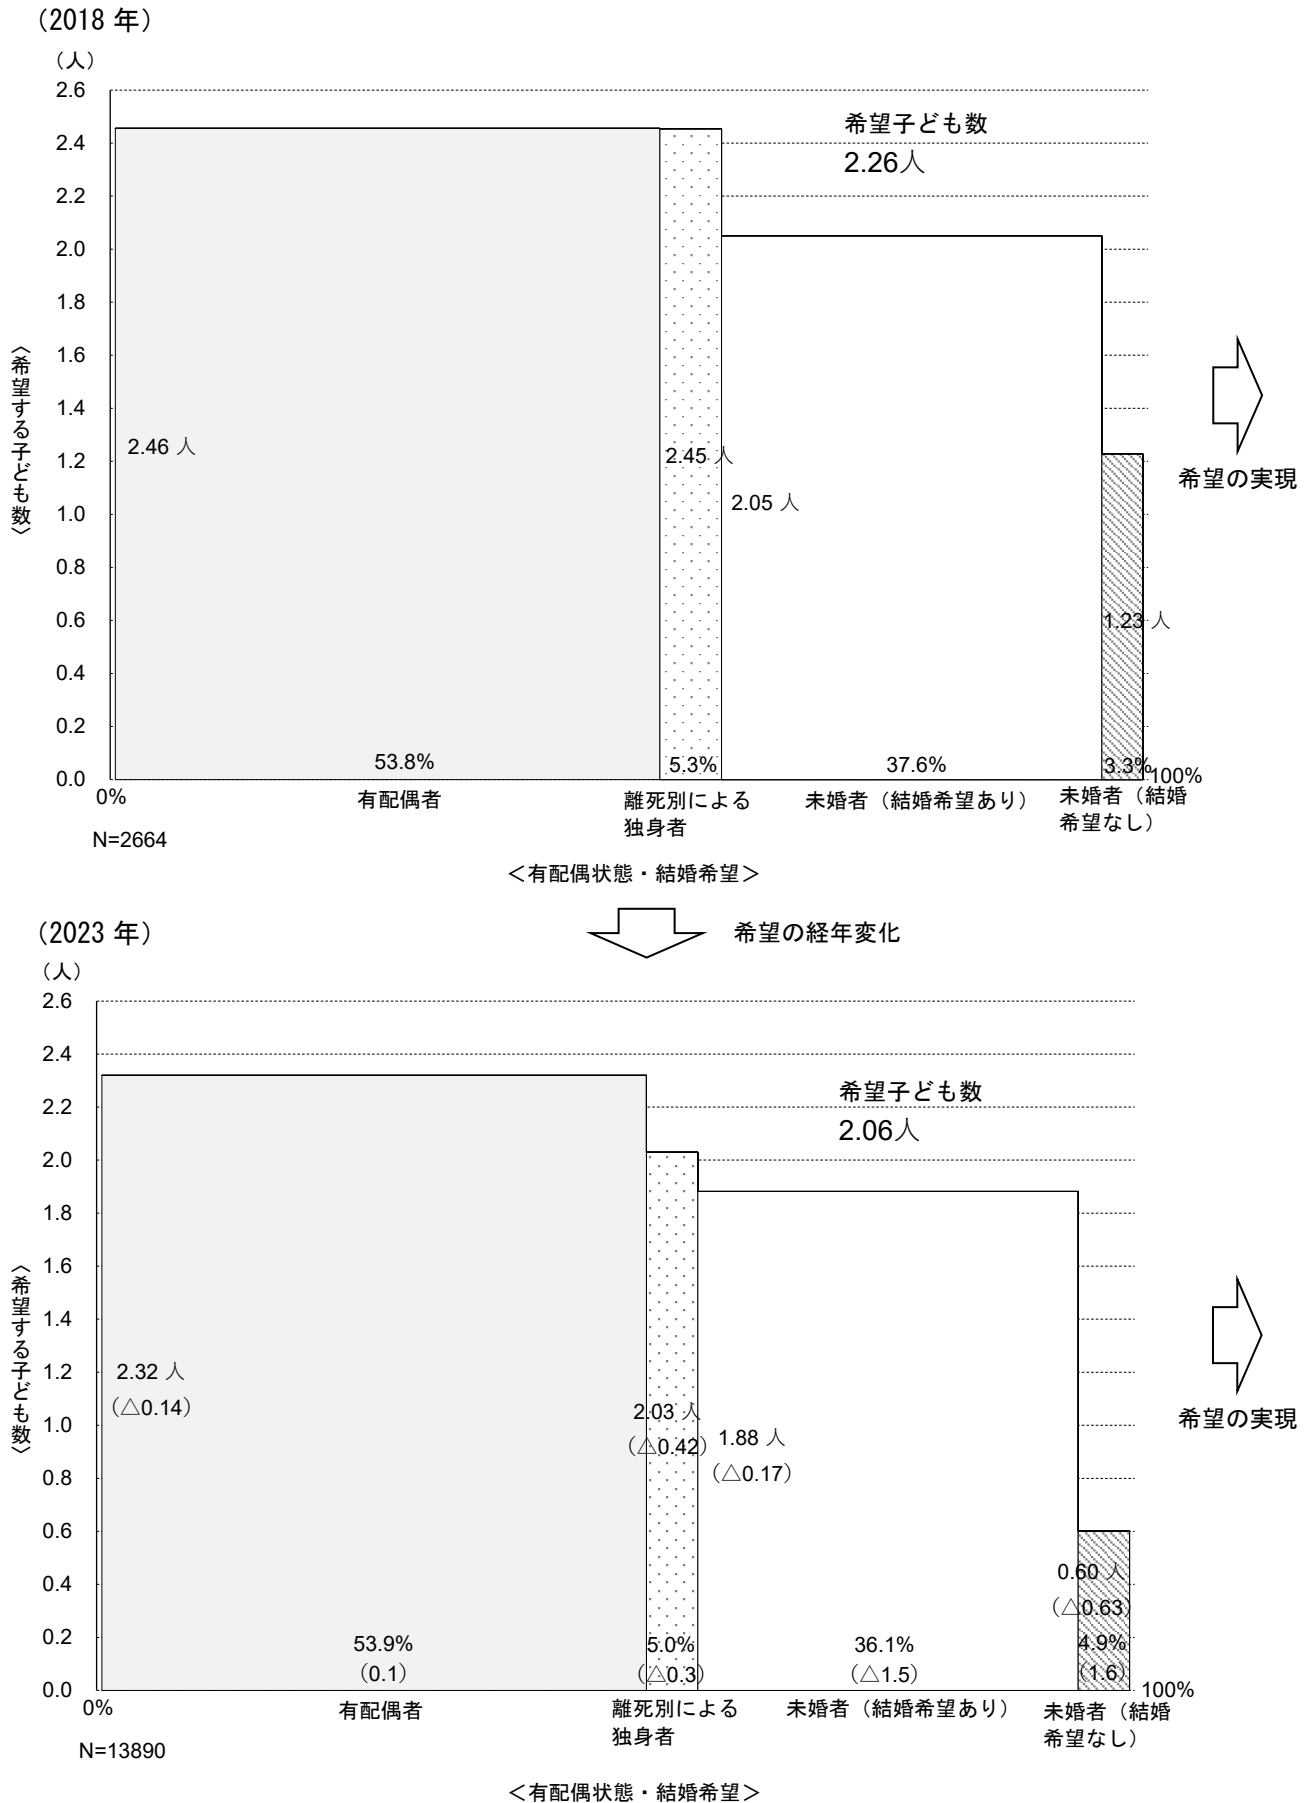 （2018 年）
（人）
2.6
2.4
2.2
2.0
1.8
1.6
1.4
1.2
1.0
0.8
0.6
0.4
0.2
0.0
〈希望する子ども数〉
希望子ども数
2.26人
2.46 人
2.45 人
2.05 人
1.23 人
53.8%
5.3%
37.6%
3.3%
0%
100%
有配偶者
離死別による
独身者
未婚者（結婚希望あり）
未婚者（結婚
希望なし）
N=2664
＜有配偶状態・結婚希望＞
希望の実現
希望の経年変化
（2023 年）
（人）
2.6
2.4
2.2
2.0
1.8
1.6
1.4
1.2
1.0
0.8
0.6
0.4
0.2
0.0
〈希望する子ども数〉
希望子ども数
2.06人
2.32 人
（△0.14）
2.03 人
（△0.42）
1.88 人
（△0.17）
0.60 人
（△0.63）
53.9%
（0.1）
5.0%
（△0.3）
36.1%
（△1.5）
4.9%
（1.6）
0%
100%
有配偶者
離死別による
独身者
未婚者（結婚希望あり）
未婚者（結婚
希望なし）
N=13890
＜有配偶状態・結婚希望＞
希望の実現